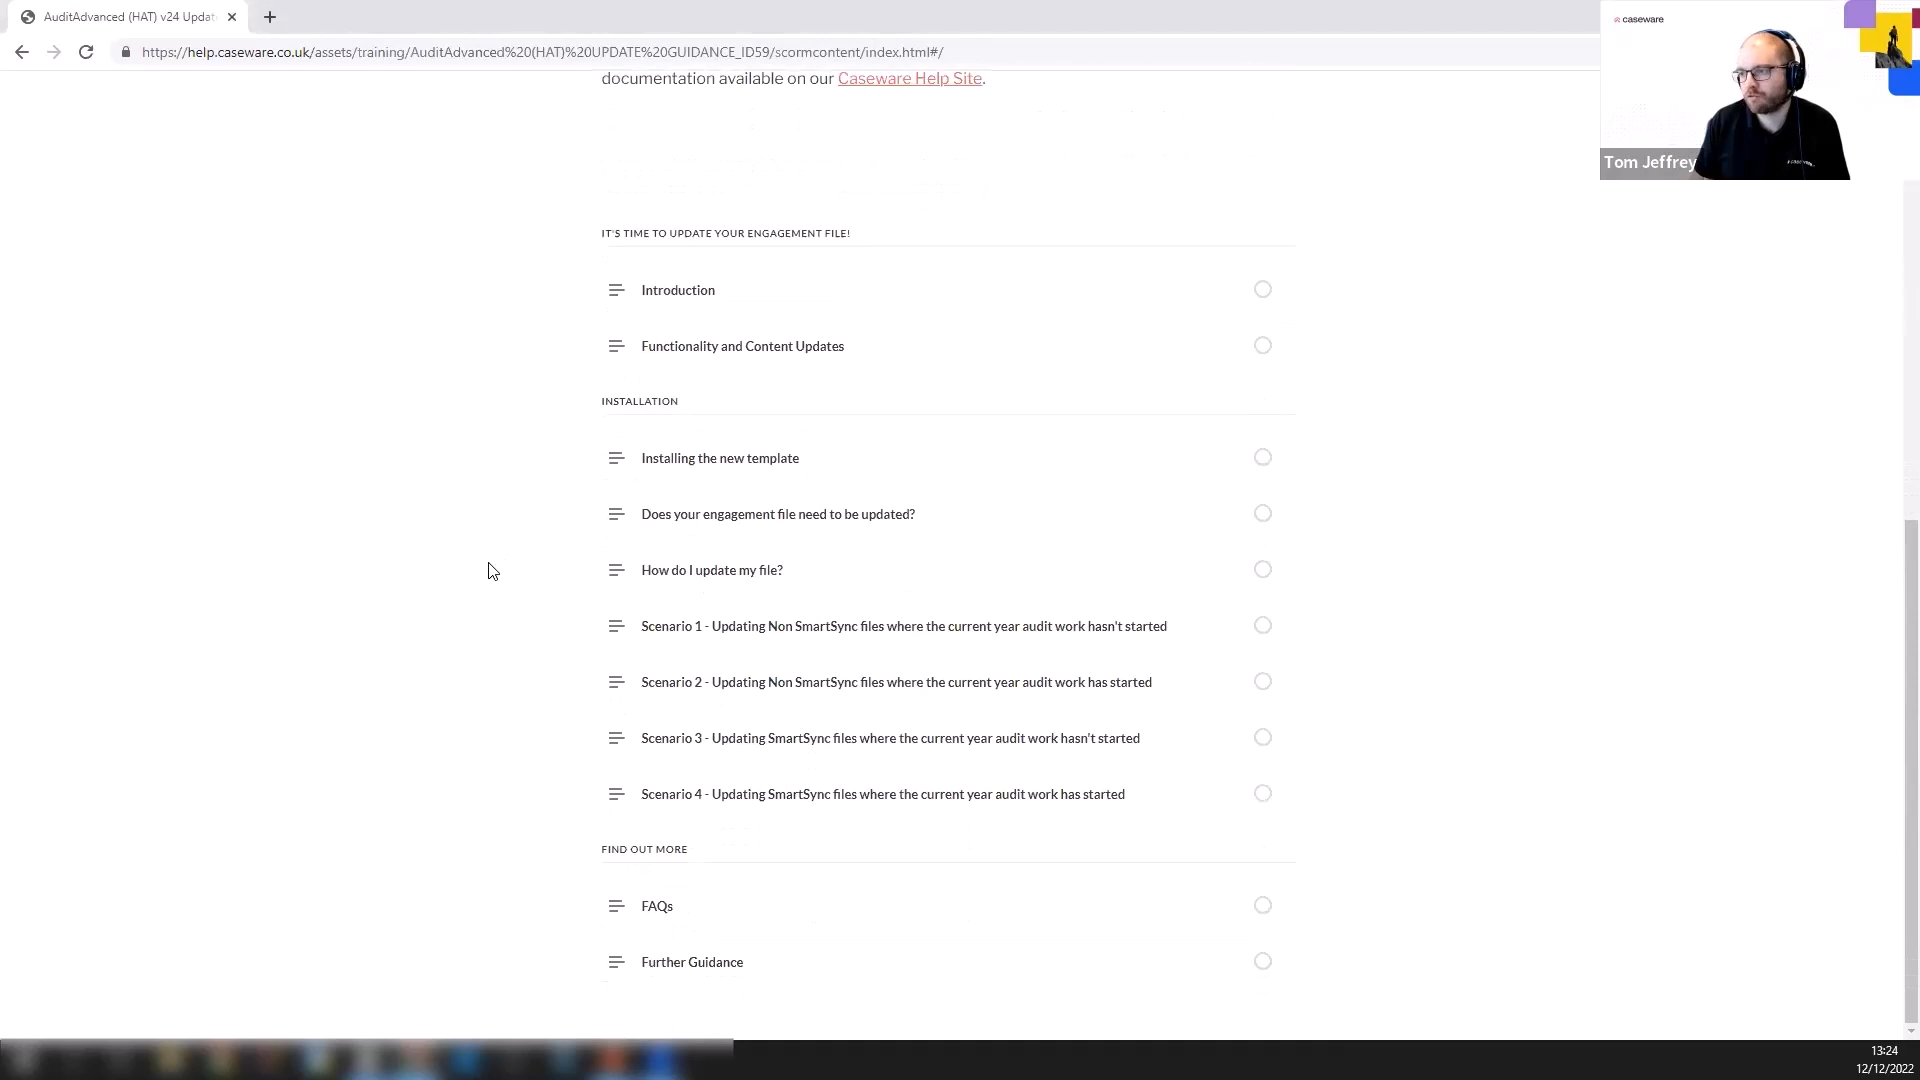 AuditAdvanced (HAT) v24 Updat
https://help.caseware.co.uk/assets/training/AuditAdvanced%20(HAT)%20UPDATE%20GUIDANCE_ID59/scormcontent/index.html#/
caseware
Tom Jeffrey
documentation available on our Caseware Help Site.
IT'S TIME TO UPDATE YOUR ENGAGEMENT FILE!
Introduction
Functionality and Content Updates
INSTALLATION
Installing the new template
Does your engagement file need to be updated?
How do I update my file?
Scenario 1 - Updating Non SmartSync files where the current year audit work hasn't started
Scenario 2 - Updating Non SmartSync files where the current year audit work has started
Scenario 3 - Updating SmartSync files where the current year audit work hasn't started
Scenario 4 - Updating SmartSync files where the current year audit work has started
FIND OUT MORE
FAQs
Further Guidance
13:24
12/12/2022